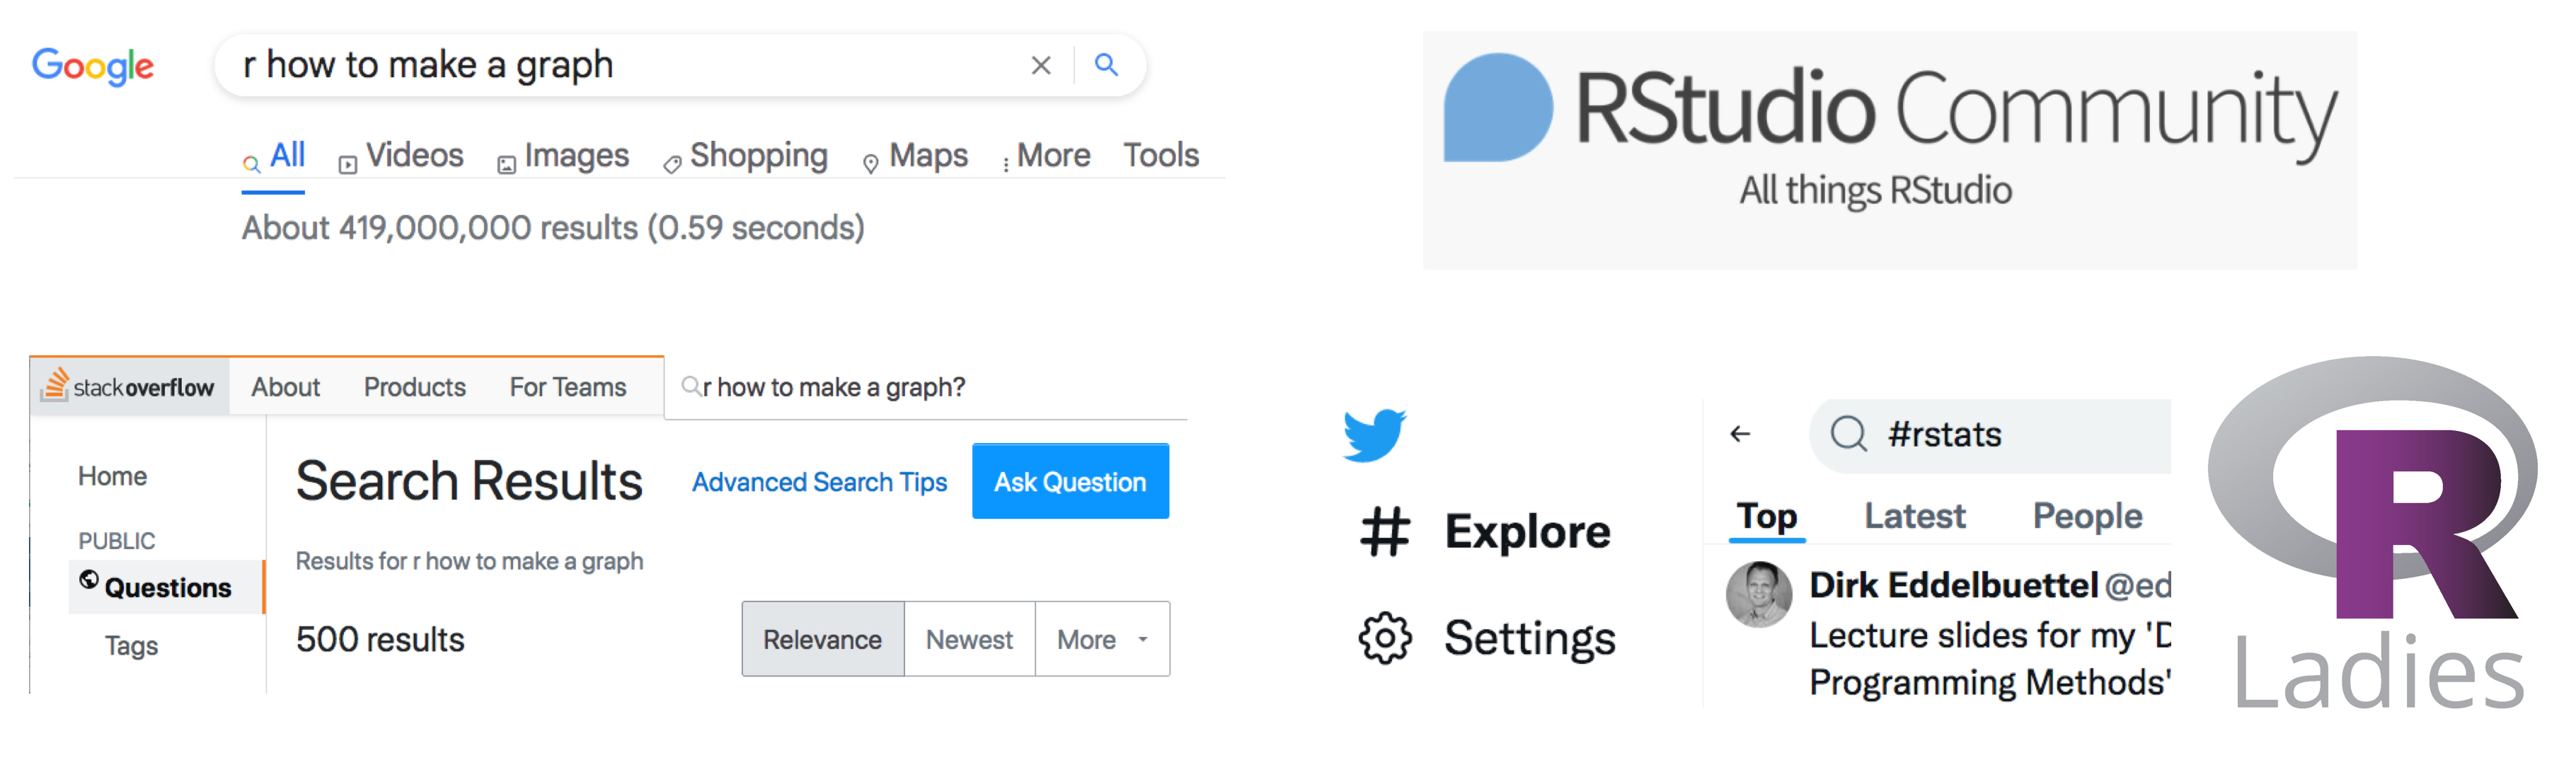 Google
r how to make a graph
All Videos Images Shopping Maps More Tools
About 419,000,000 results (0.59 seconds)
RStudio Community
All things RStudio
stackoverflow About Products For Teams r how to make a graph?
Home
PUBLIC
Questions
Tags
Search Results Advanced Search Tips Ask Question
Results for r how to make a graph
500 results Relevance Newest More
# Explore
Settings
#rstats
Top Latest People
Dirk Eddelbuettel @ed
Lecture slides for my 'D
Programming Methods'
R
Ladies